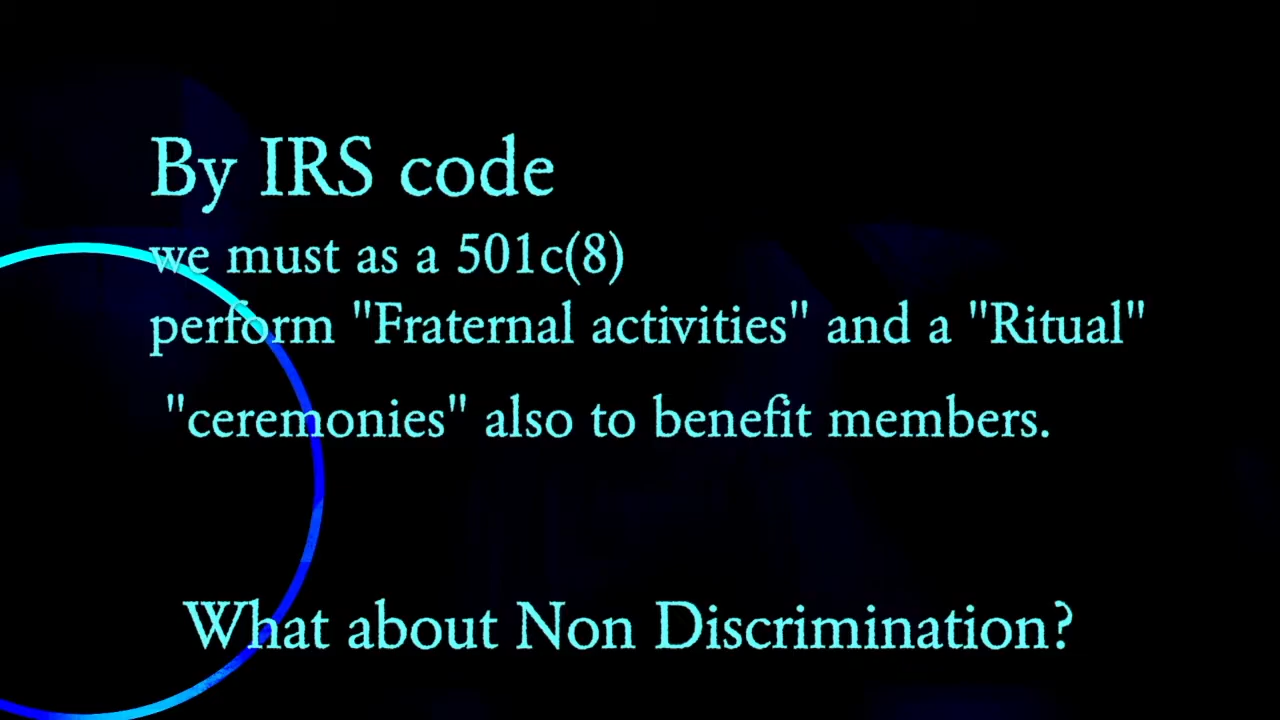 By IRS code
we must as a 501c(8)
perform "Fraternal activities" and a "Ritual"
"ceremonies" also to benefit members.
What about Non Discrimination?